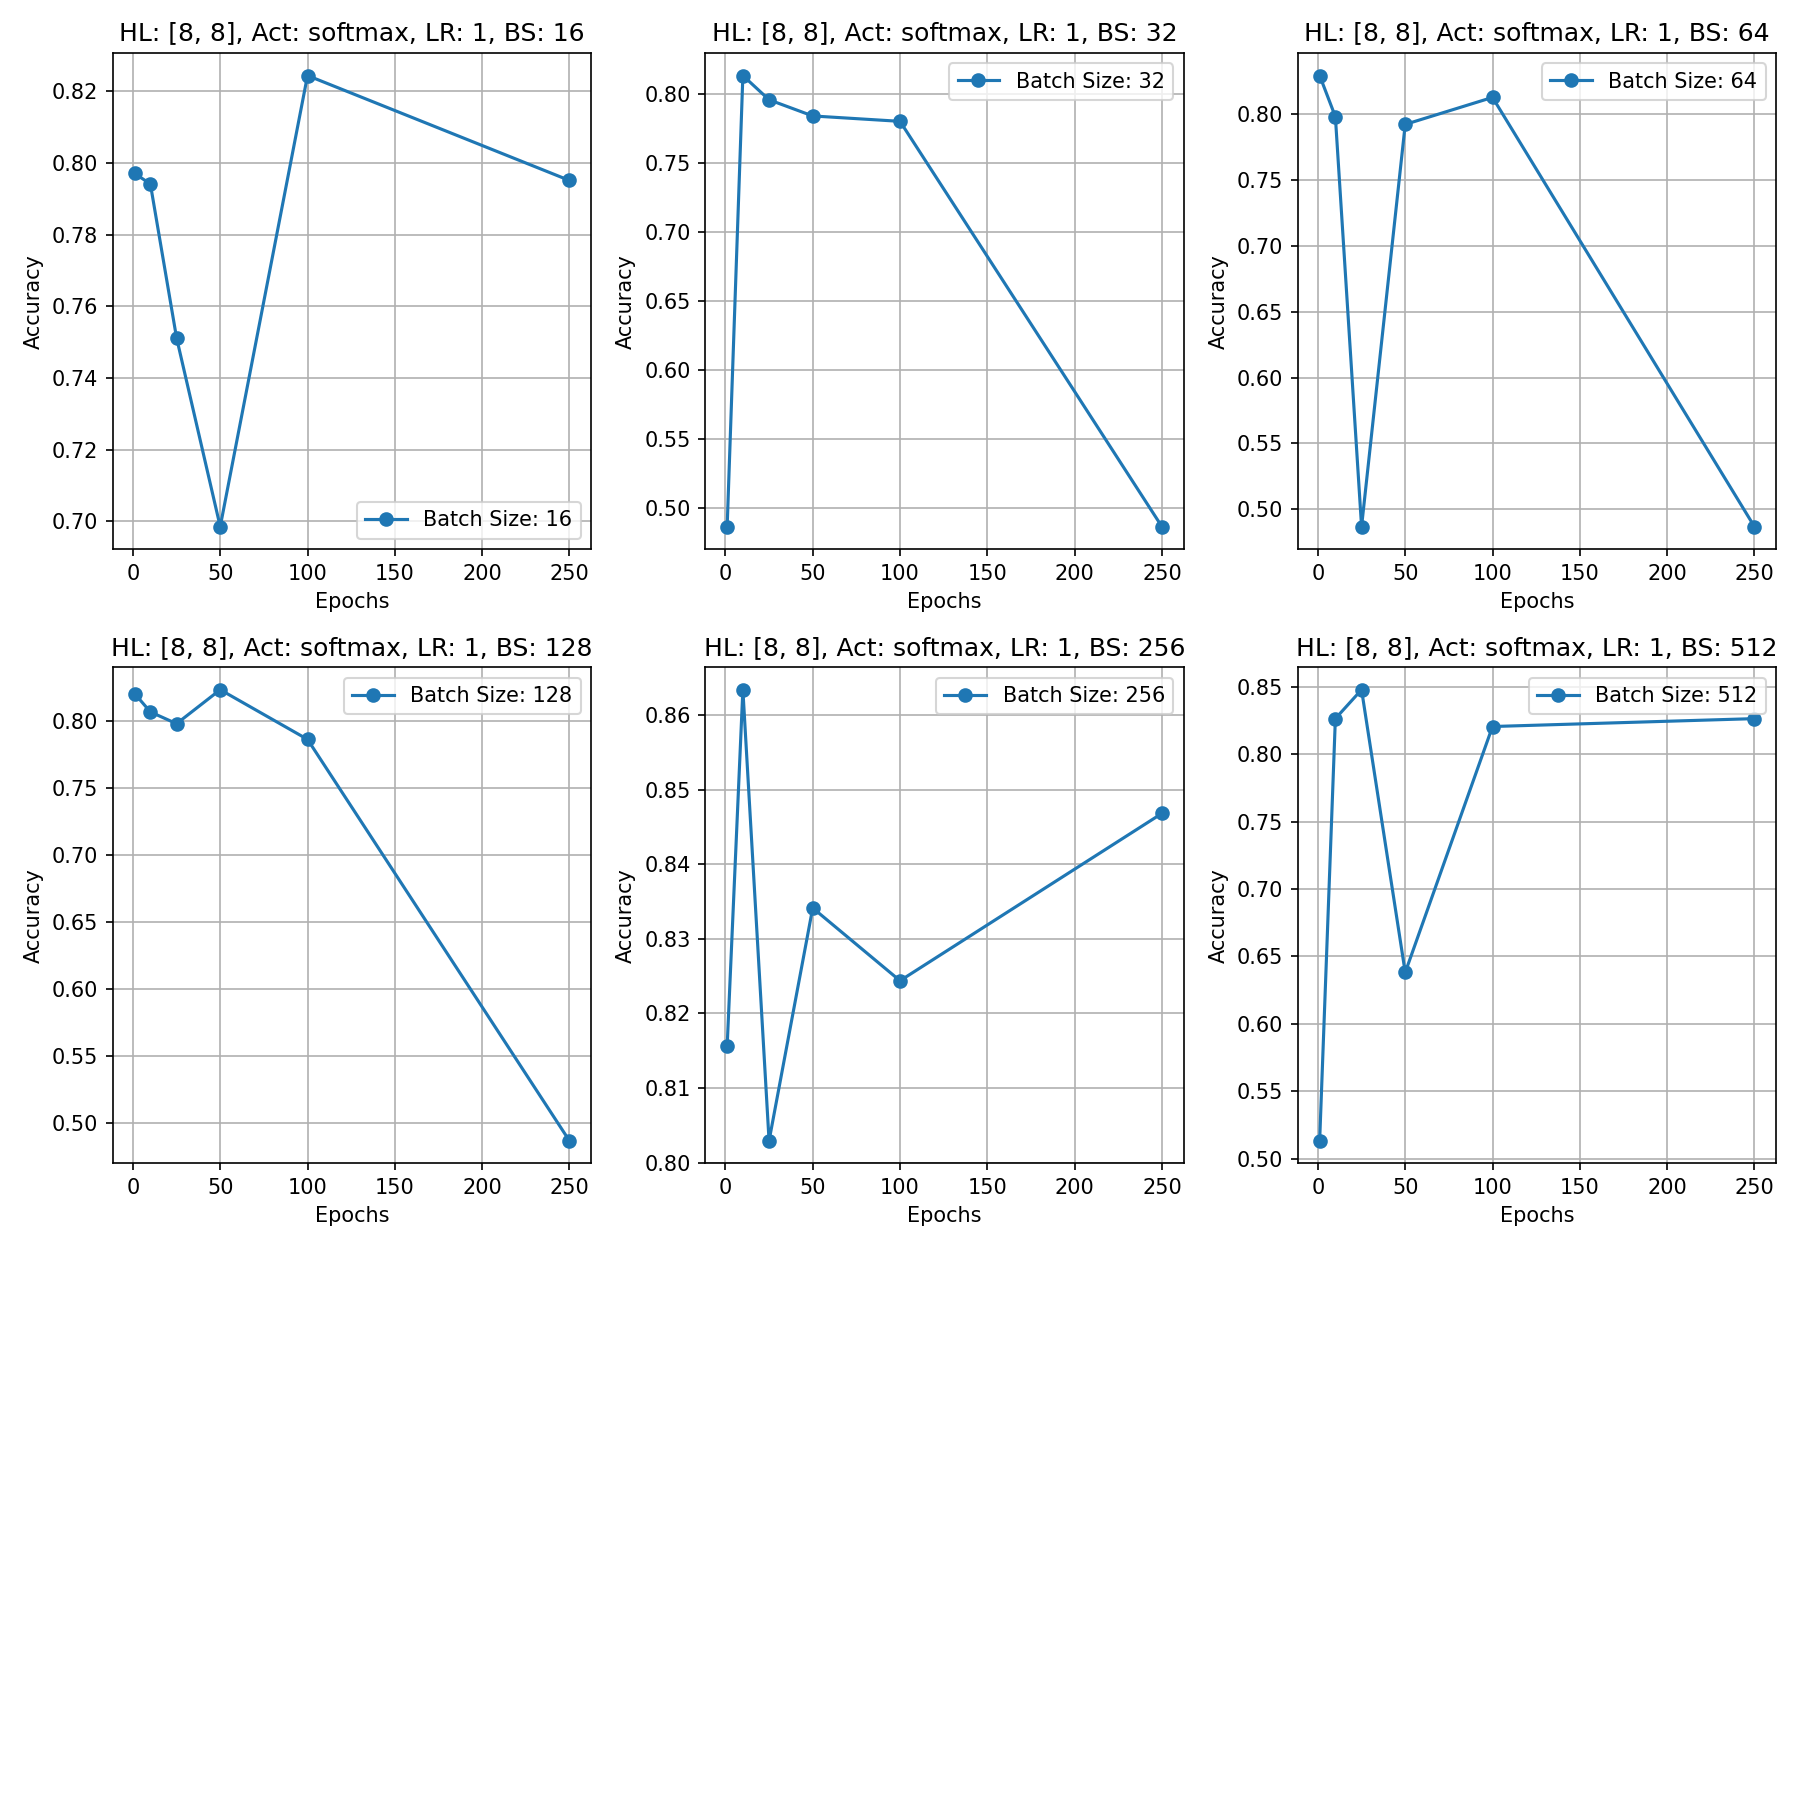 HL: [8, 8], Act: softmax, LR: 1, BS: 16
Accuracy
0.82
0.80
0.78
0.76
0.74
0.72
0.70
Batch Size: 16
0 50 100 150 200 250
Epochs
HL: [8, 8], Act: softmax, LR: 1, BS: 32
Accuracy
0.80
0.75
0.70
0.65
0.60
0.55
0.50
Batch Size: 32
0 50 100 150 200 250
Epochs
HL: [8, 8], Act: softmax, LR: 1, BS: 64
Accuracy
0.80
0.75
0.70
0.65
0.60
0.55
0.50
Batch Size: 64
0 50 100 150 200 250
Epochs
HL: [8, 8], Act: softmax, LR: 1, BS: 128
Accuracy
0.80
0.75
0.70
0.65
0.60
0.55
0.50
Batch Size: 128
0 50 100 150 200 250
Epochs
HL: [8, 8], Act: softmax, LR: 1, BS: 256
Accuracy
0.86
0.85
0.84
0.83
0.82
0.81
0.80
Batch Size: 256
0 50 100 150 200 250
Epochs
HL: [8, 8], Act: softmax, LR: 1, BS: 512
Accuracy
0.85
0.80
0.75
0.70
0.65
0.60
0.55
0.50
Batch Size: 512
0 50 100 150 200 250
Epochs